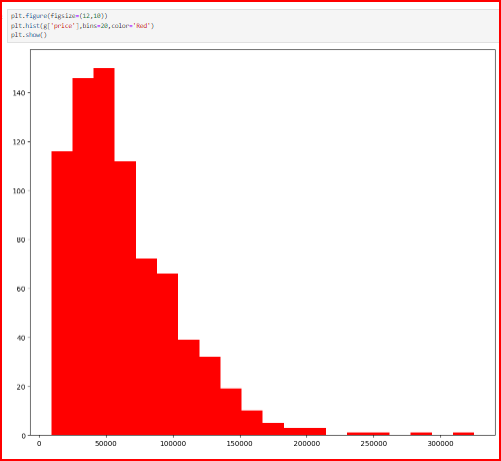 plt.figure(figsize=(12,10))
plt.hist(g['price'],bins=20,color='Red')
plt.show()
140
120
100
80
60
40
20
0
0 50000 100000 150000 200000 250000 300000